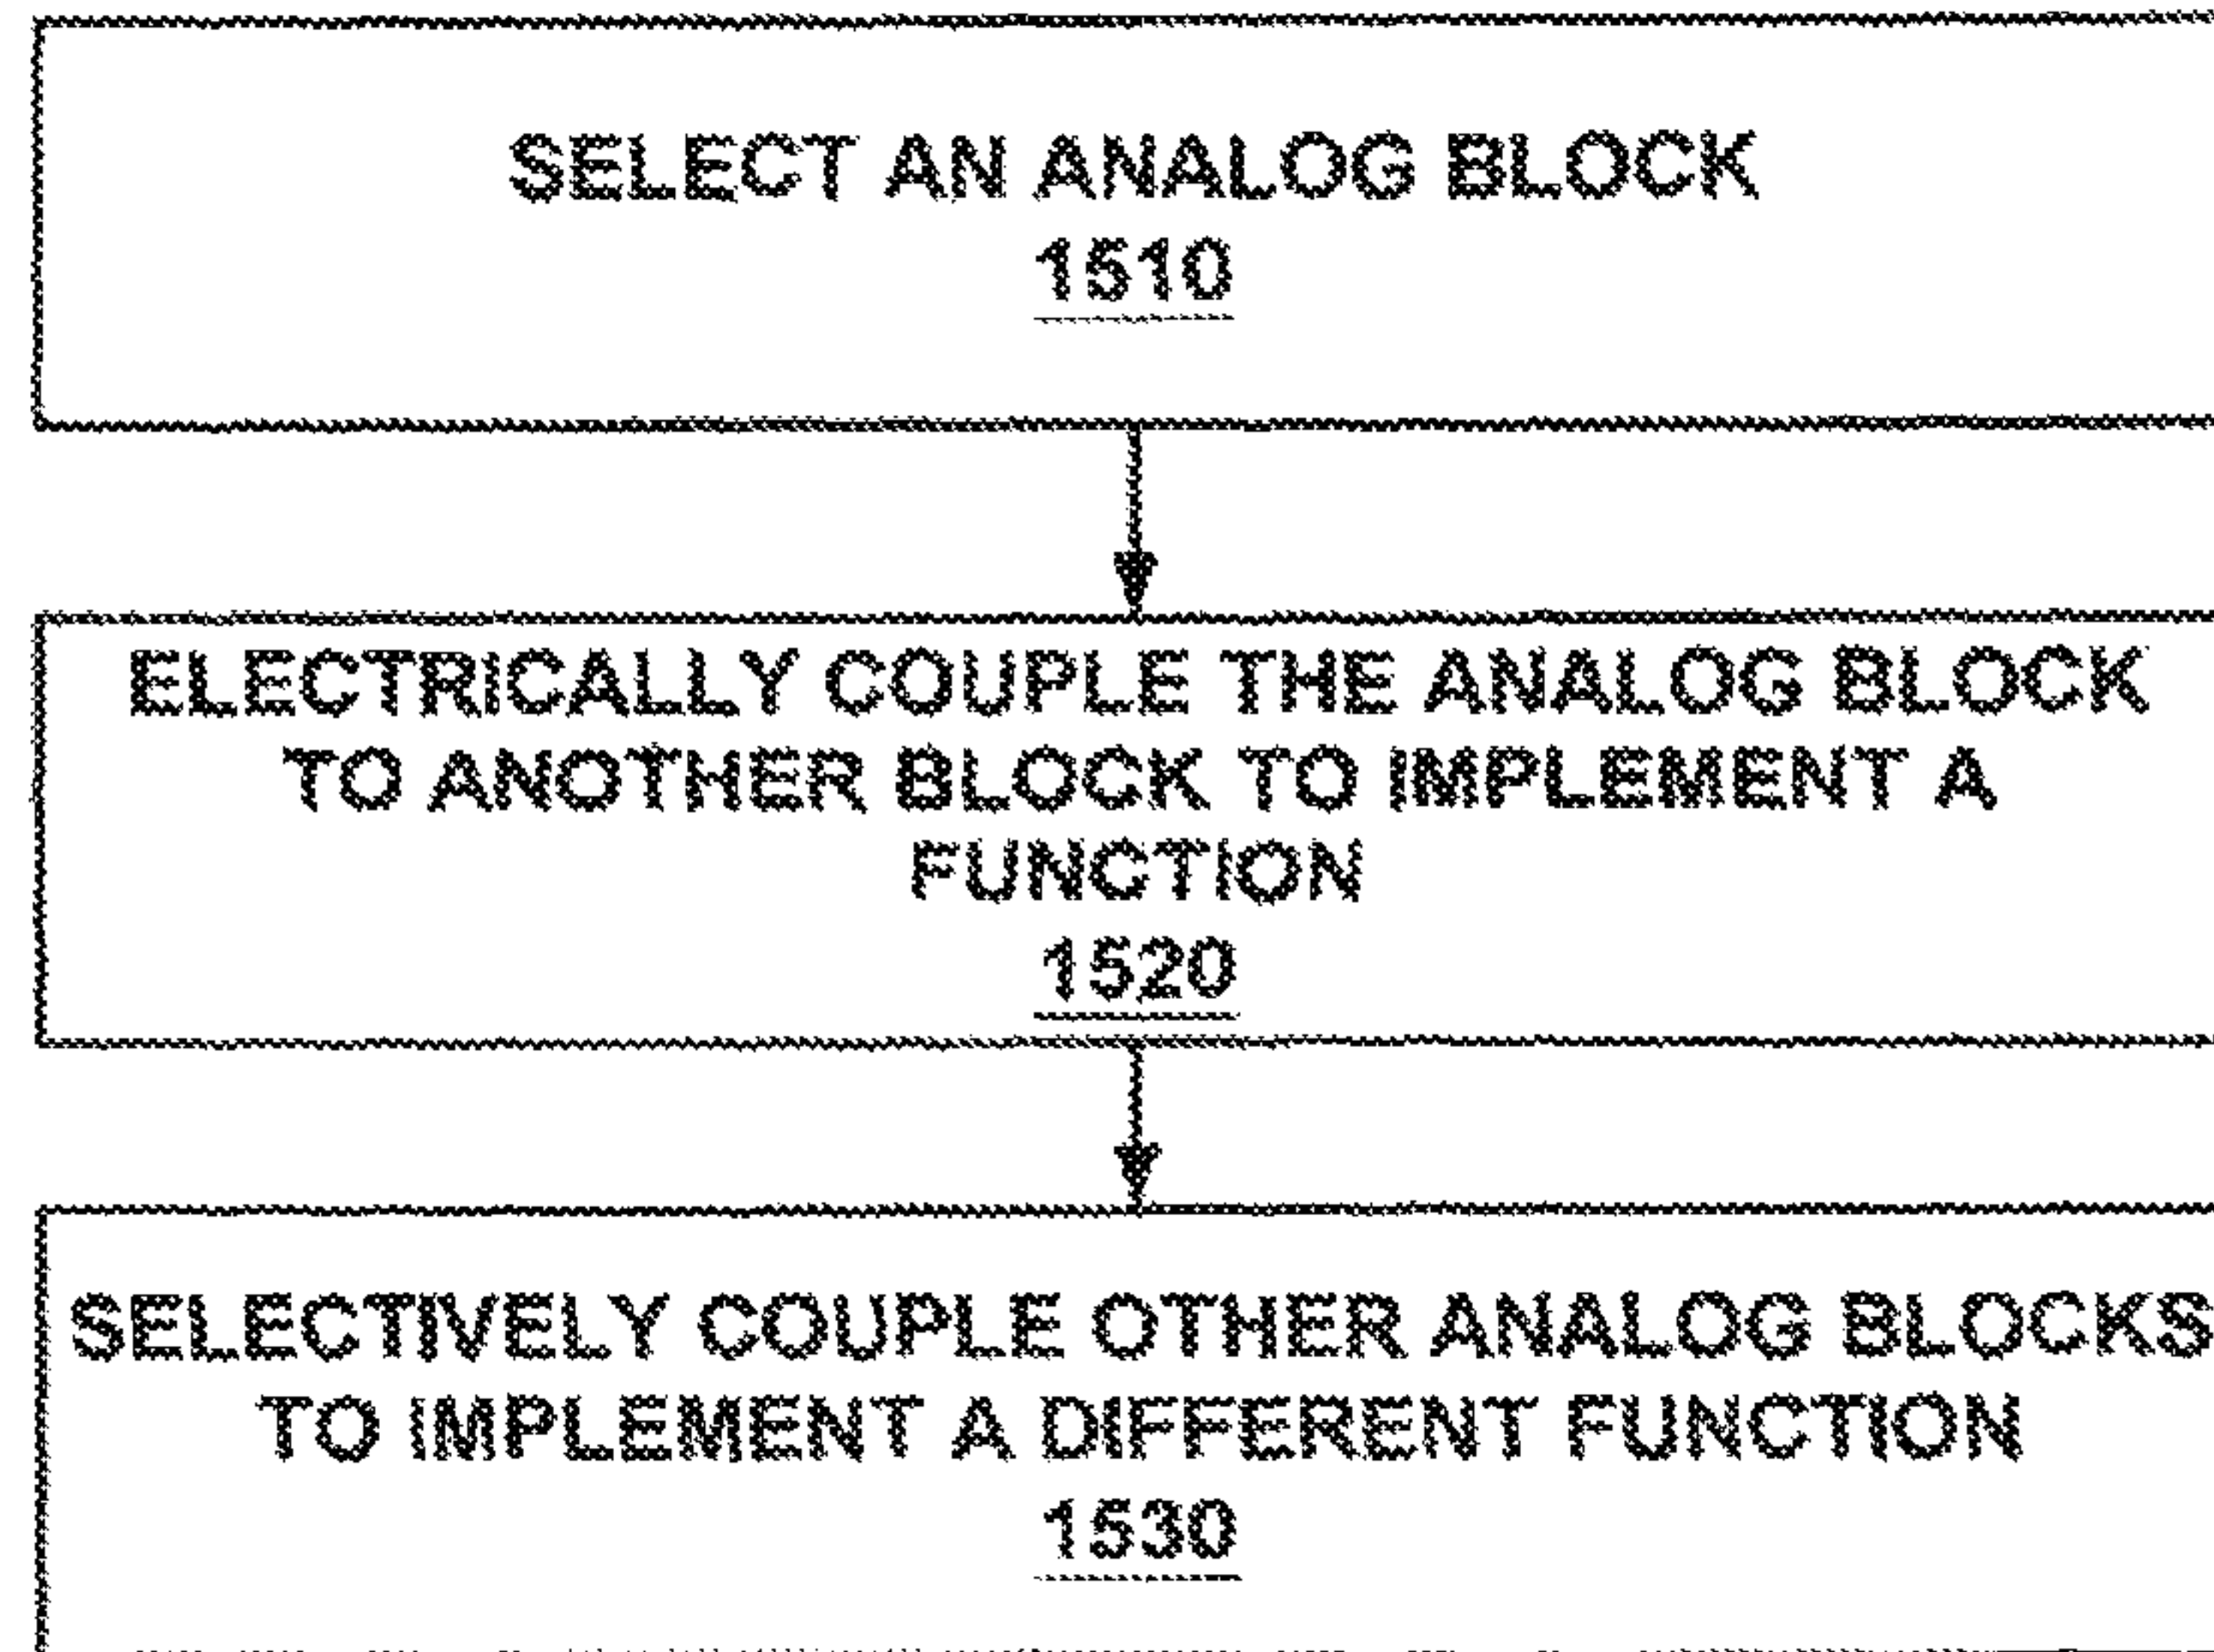 SELECT AN ANALOG BLOCK
1510
ELECTRICALLY COUPLE THE ANALOG BLOCK
TO ANOTHER BLOCK TO IMPLEMENT A
FUNCTION
1520
SELECTIVELY COUPLE OTHER ANALOG BLOCKS
TO IMPLEMENT A DIFFERENT FUNCTION
1530